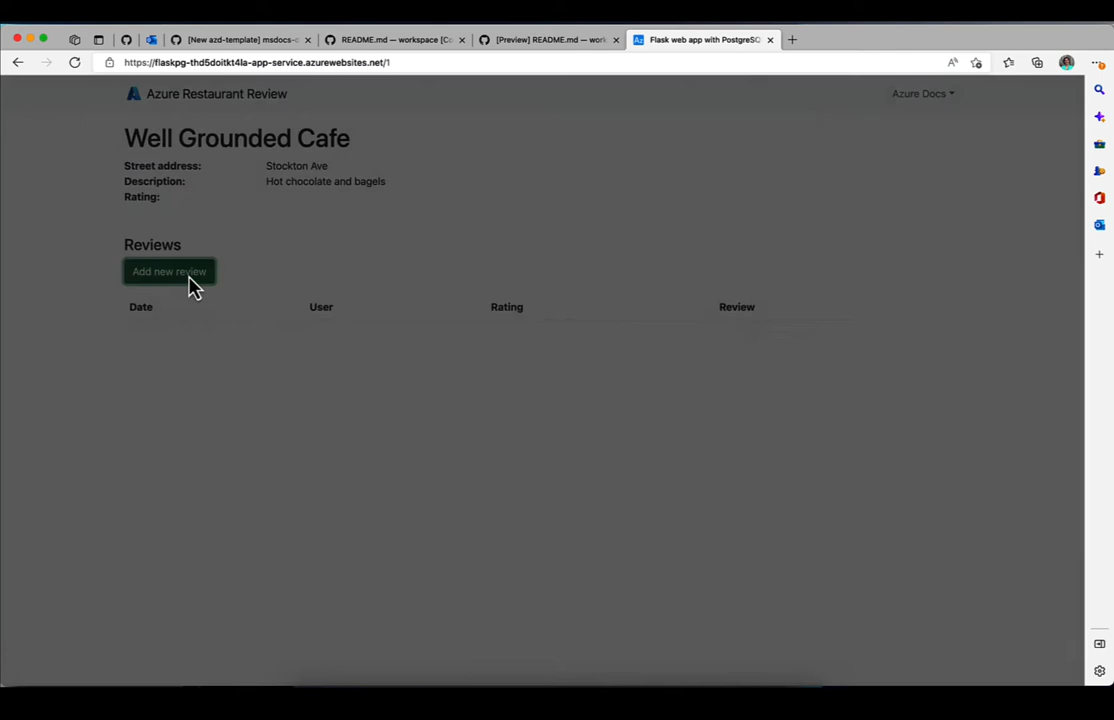 [New azd-template] msdocs-c
README.md — workspace [Co
[Preview] README.md — work
Flask web app with PostgreSQ
https://flaskpg-thd5doitkt4la-app-service.azurewebsites.net/1
Azure Restaurant Review
Azure Docs
Well Grounded Cafe
Street address: Stockton Ave
Description: Hot chocolate and bagels
Rating:
Reviews
Add new review
Date User Rating Review